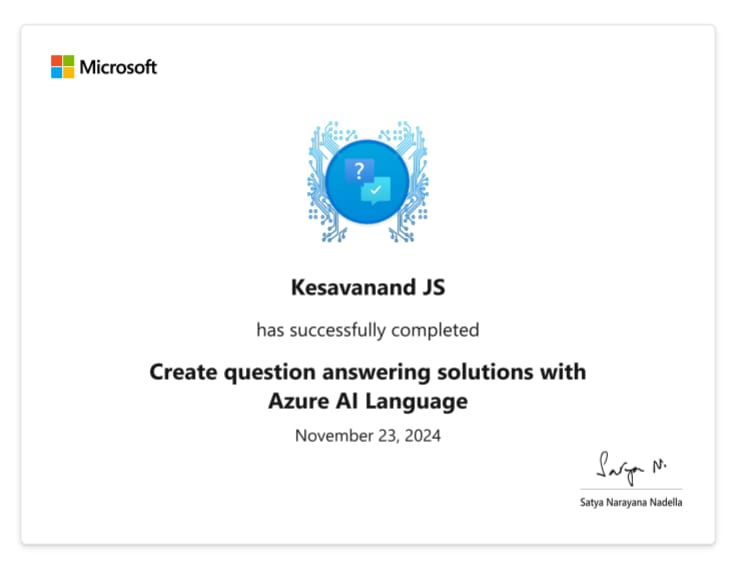 Microsoft
?
Kesavanand JS
has successfully completed
Create question answering solutions with
Azure AI Language
November 23, 2024
Satya N.
Satya Narayana Nadella